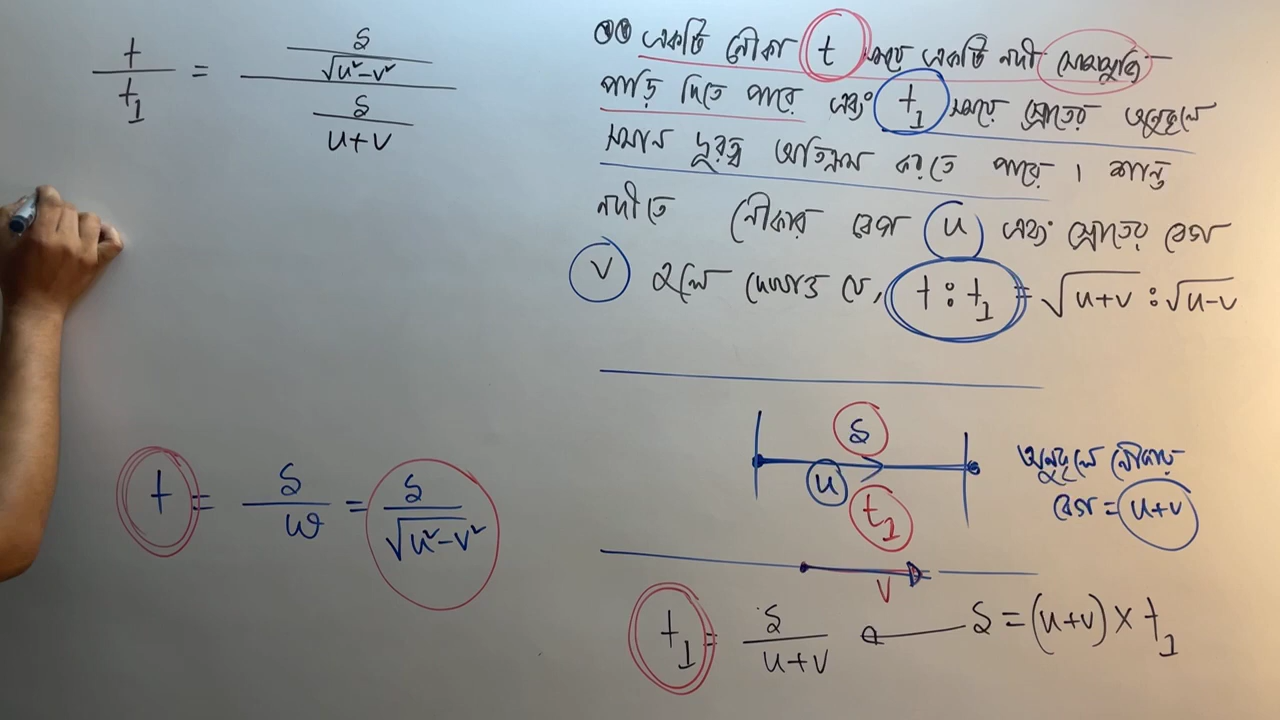 t/t₁ = (s/√(u²-v²))/(s/(u+v))
একটি নৌকা t সময়ে একটি নদী সোজাসুজি
পাড়ি দিতে পারে এবং t₁ সময়ে স্রোতের অনুকূলে
সমান দূরত্ব অতিক্রম করতে পারে । শান্ত
নদীতে নৌকার বেগ u এবং স্রোতের বেগ
v হলে দেখাও যে, t : t₁ = √(u+v) : √(u-v)
s
u
t₁
অনুকূলে নৌকার
বেগ = u+v
v
t = s/ω = s/√(u²-v²)
t₁ = s/(u+v) ← s = (u+v) × t₁